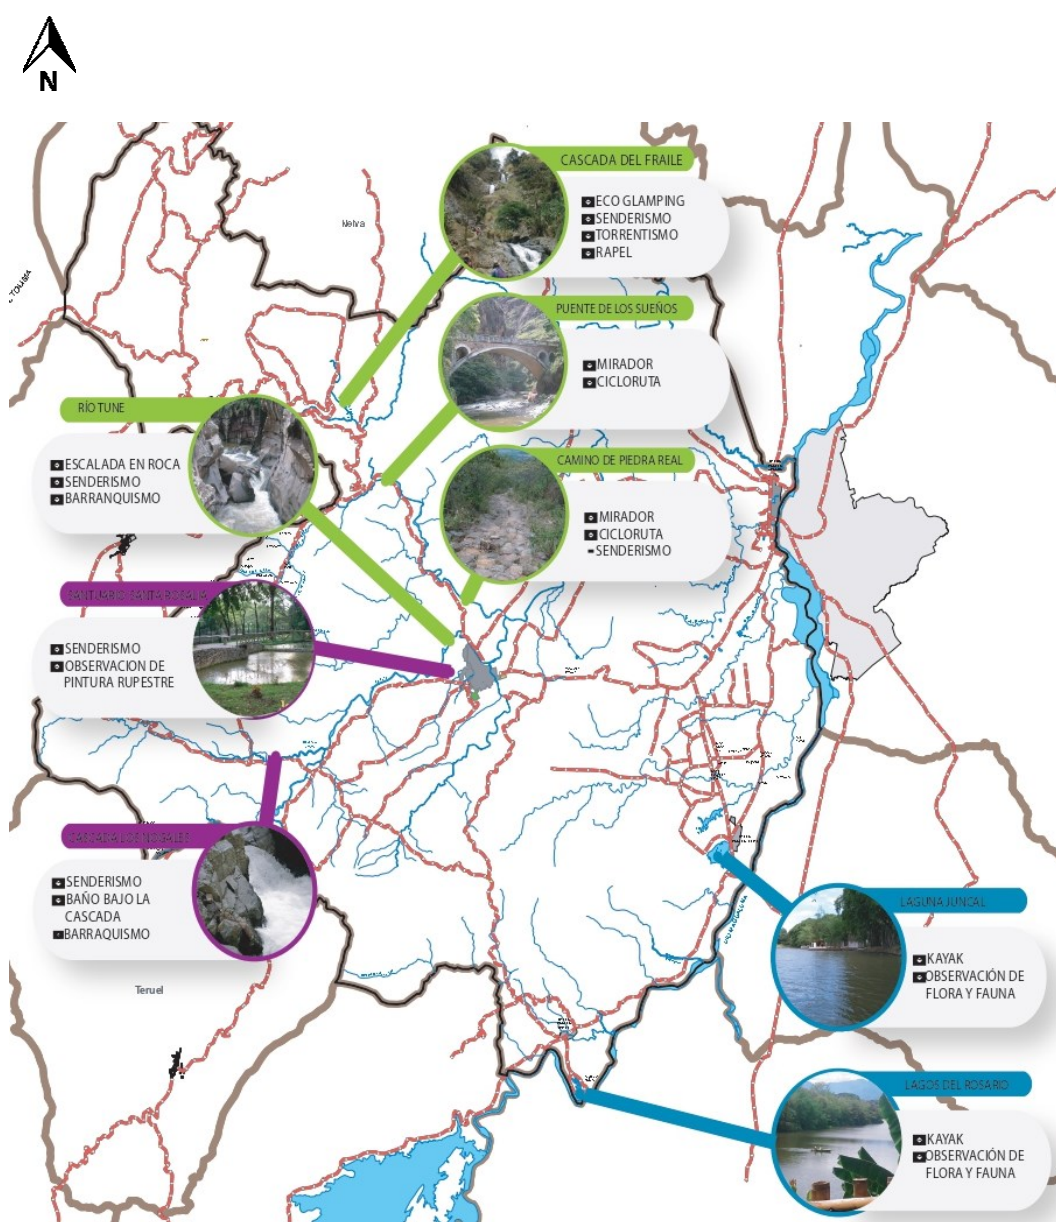 N
CASCADA DEL FRAILE
ECO GLAMPING
SENDERISMO
TORRENTISMO
RAPEL
Neiva
TOLIMA
PUENTE DE LOS SUEÑOS
MIRADOR
CICLORUTA
RÍO TUNE
ESCALADA EN ROCA
SENDERISMO
BARRANQUISMO
CAMINO DE PIEDRA REAL
MIRADOR
CICLORUTA
SENDERISMO
SANTUARIO SANTA ROSALIA
SENDERISMO
OBSERVACION DE
PINTURA RUPESTRE
CASCADA LOS NOGALES
SENDERISMO
BAÑO BAJO LA
CASCADA
BARRAQUISMO
Teruel
LAGUNA JUNCAL
KAYAK
OBSERVACIÓN DE
FLORA Y FAUNA
LAGOS DEL ROSARIO
KAYAK
OBSERVACIÓN DE
FLORA Y FAUNA